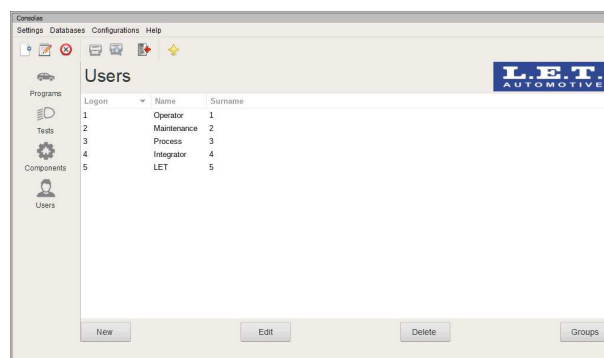 Consolas
Settings Databases Configurations Help
Users
L.E.T.
AUTOMOTIVE
Programs
Tests
Components
Users
Logon Name Surname
1 Operator 1
2 Maintenance 2
3 Process 3
4 Integrator 4
5 LET 5
New Edit Delete Groups